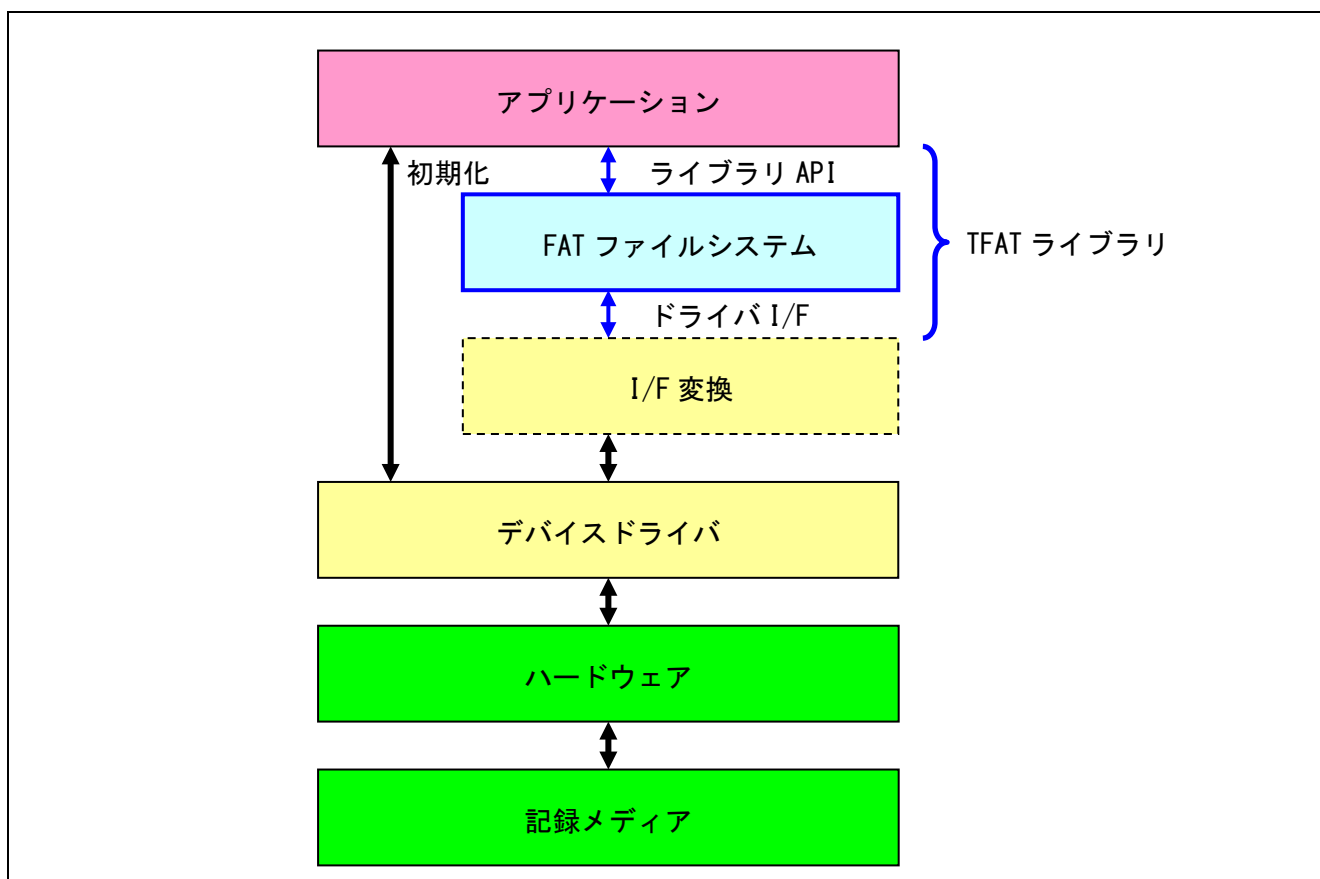 アプリケーション
初期化
ライブラリ API
FAT ファイルシステム
TFAT ライブラリ
ドライバ I/F
I/F 変換
デバイスドライバ
ハードウェア
記録メディア